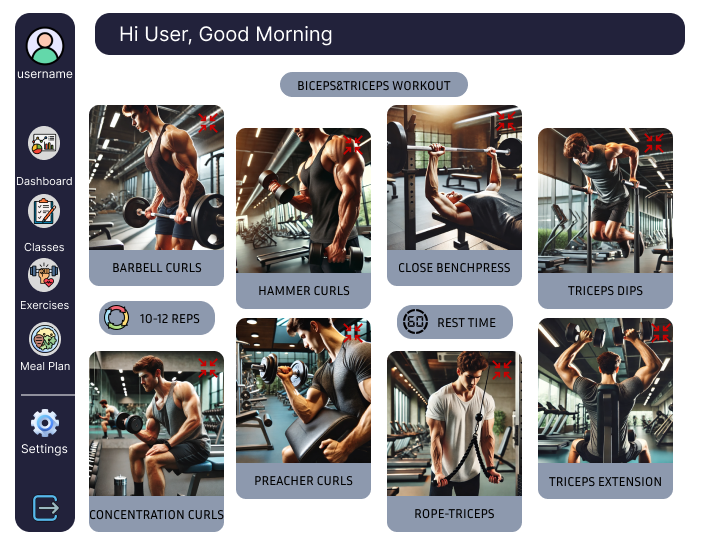 Hi User, Good Morning
username
Dashboard
Classes
Exercises
Meal Plan
Settings
BICEPS&TRICEPS WORKOUT
BARBELL CURLS
HAMMER CURLS
CLOSE BENCHPRESS
TRICEPS DIPS
10-12 REPS
60
REST TIME
CONCENTRATION CURLS
PREACHER CURLS
ROPE-TRICEPS
TRICEPS EXTENSION